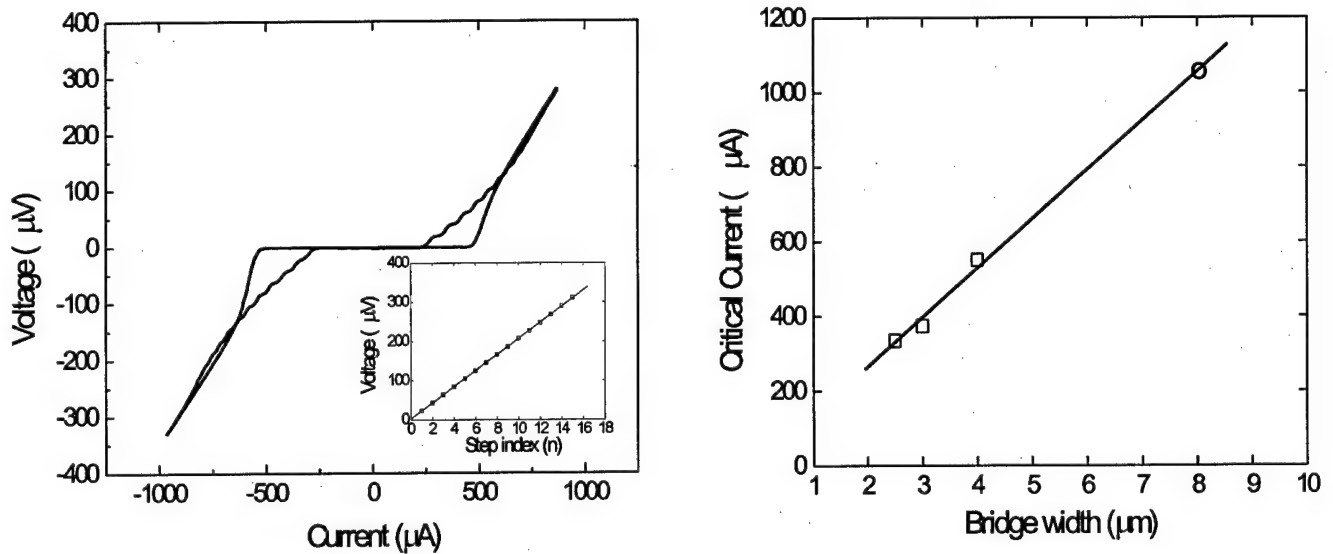 400
300
200
100
0
-100
-200
-300
-400
Voltage ( μV)
-1000 -500 0 500 1000
Current (μA)
400
300
200
100
0
Voltage ( μV)
0 2 4 6 8 10 12 14 16 18
Step index (n)
1200
1000
800
600
400
200
0
Critical Current ( μA)
1 2 3 4 5 6 7 8 9 10
Bridge width (μm)